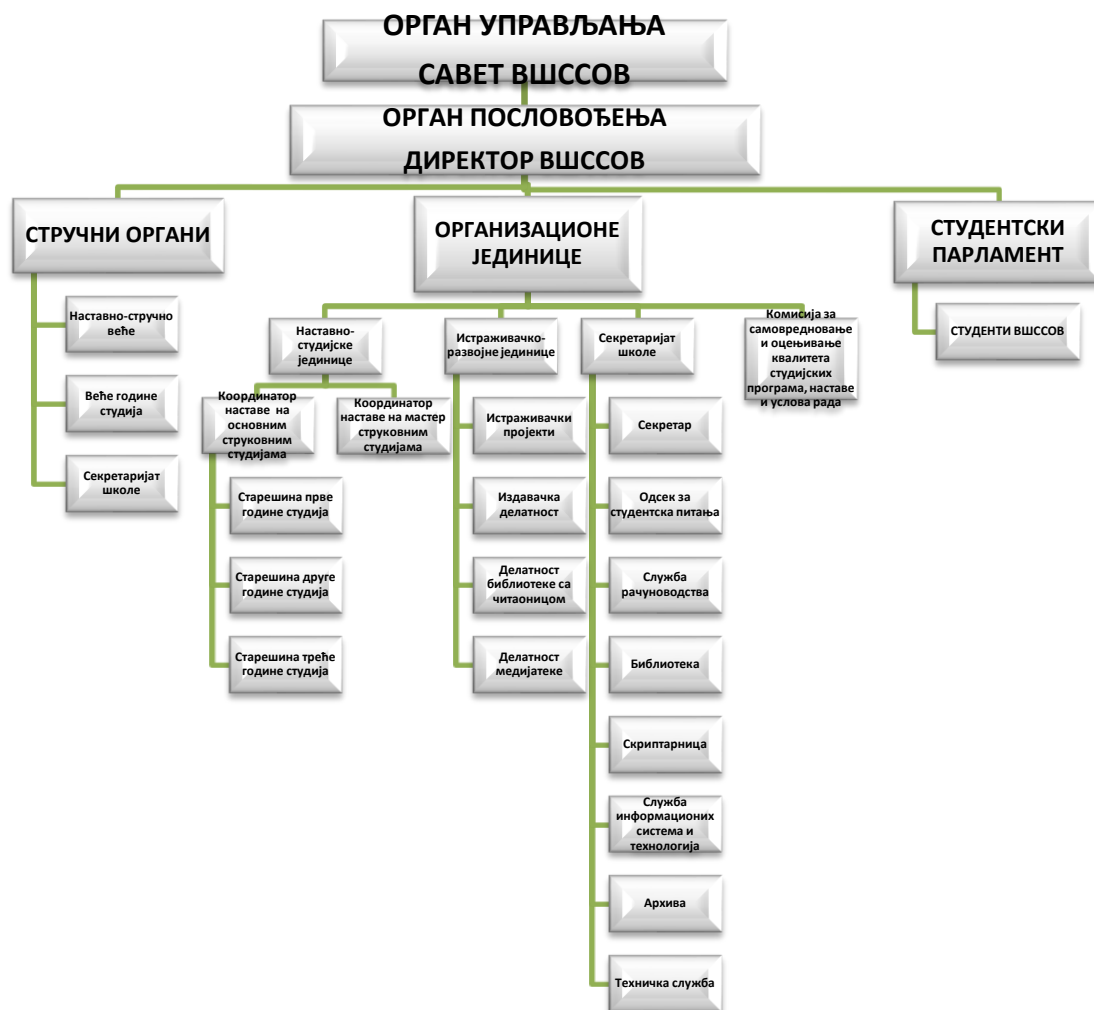 ОРГАН УПРАВЉАЊА
САВЕТ ВШССОВ
ОРГАН ПОСЛОВОЂЕЊА
ДИРЕКТОР ВШССОВ
СТРУЧНИ ОРГАНИ
Наставно-стручно
веће
Веће године
студија
Секретаријат
школе
ОРГАНИЗАЦИОНЕ
ЈЕДИНИЦЕ
Наставно-
студијске
јединице
Координатор
наставе на
основним
струковним
студијама
Старешина прве
године студија
Старешина друге
године студија
Старешина треће
године студија
Координатор
наставе на мастер
струковним
студијама
Истраживачко-
развојне јединице
Истраживачки
пројекти
Издавачка
делатност
Делатност
библиотеке са
читаоницом
Делатност
медијатеке
Секретаријат
школе
Секретар
Одсек за
студентска питања
Служба
рачуноводства
Библиотека
Скриптарница
Служба
информационих
система и
технологија
Архива
Техничка служба
Комисија за
самовредновање
и оцењивање
квалитета
студијских
програма, наставе
и услова рада
СТУДЕНТСКИ
ПАРЛАМЕНТ
СТУДЕНТИ ВШССОВ